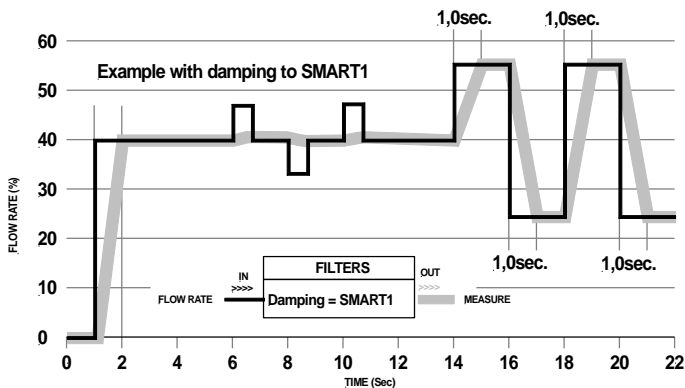 1,0sec. 1,0sec.
60
Example with damping to SMART1
50
40
30
FLOW RATE (%)
20
1,0sec. 1,0sec.
IN FILTERS OUT
>>>> >>>>
10
FLOW RATE Damping = SMART1 MEASURE
0
0 2 4 6 8 10 12 14 16 18 20 22
TIME (Sec)